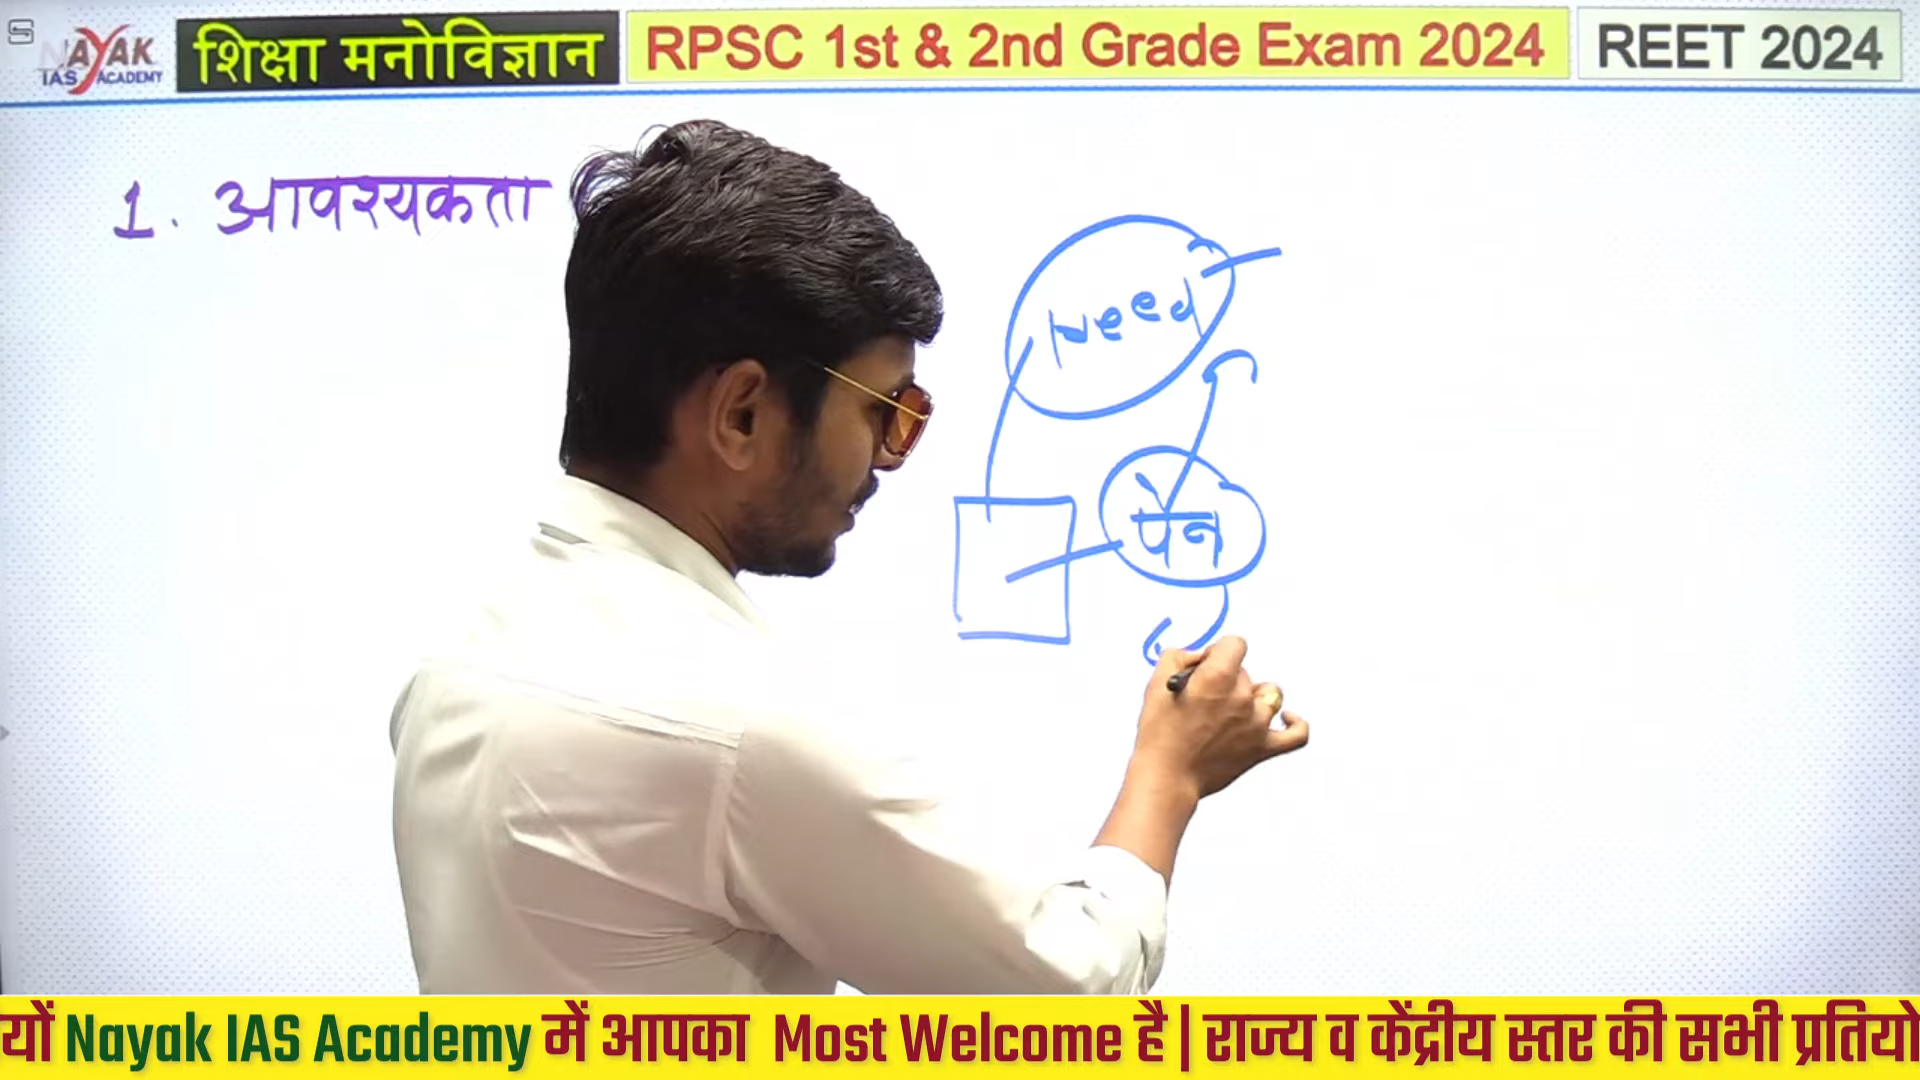 NAYAK
IAS ACADEMY
शिक्षा मनोविज्ञान
RPSC 1st & 2nd Grade Exam 2024
REET 2024
1. आवश्यकता
Need
पेन
यों Nayak IAS Academy में आपका Most Welcome है | राज्य व केंद्रीय स्तर की सभी प्रतियो